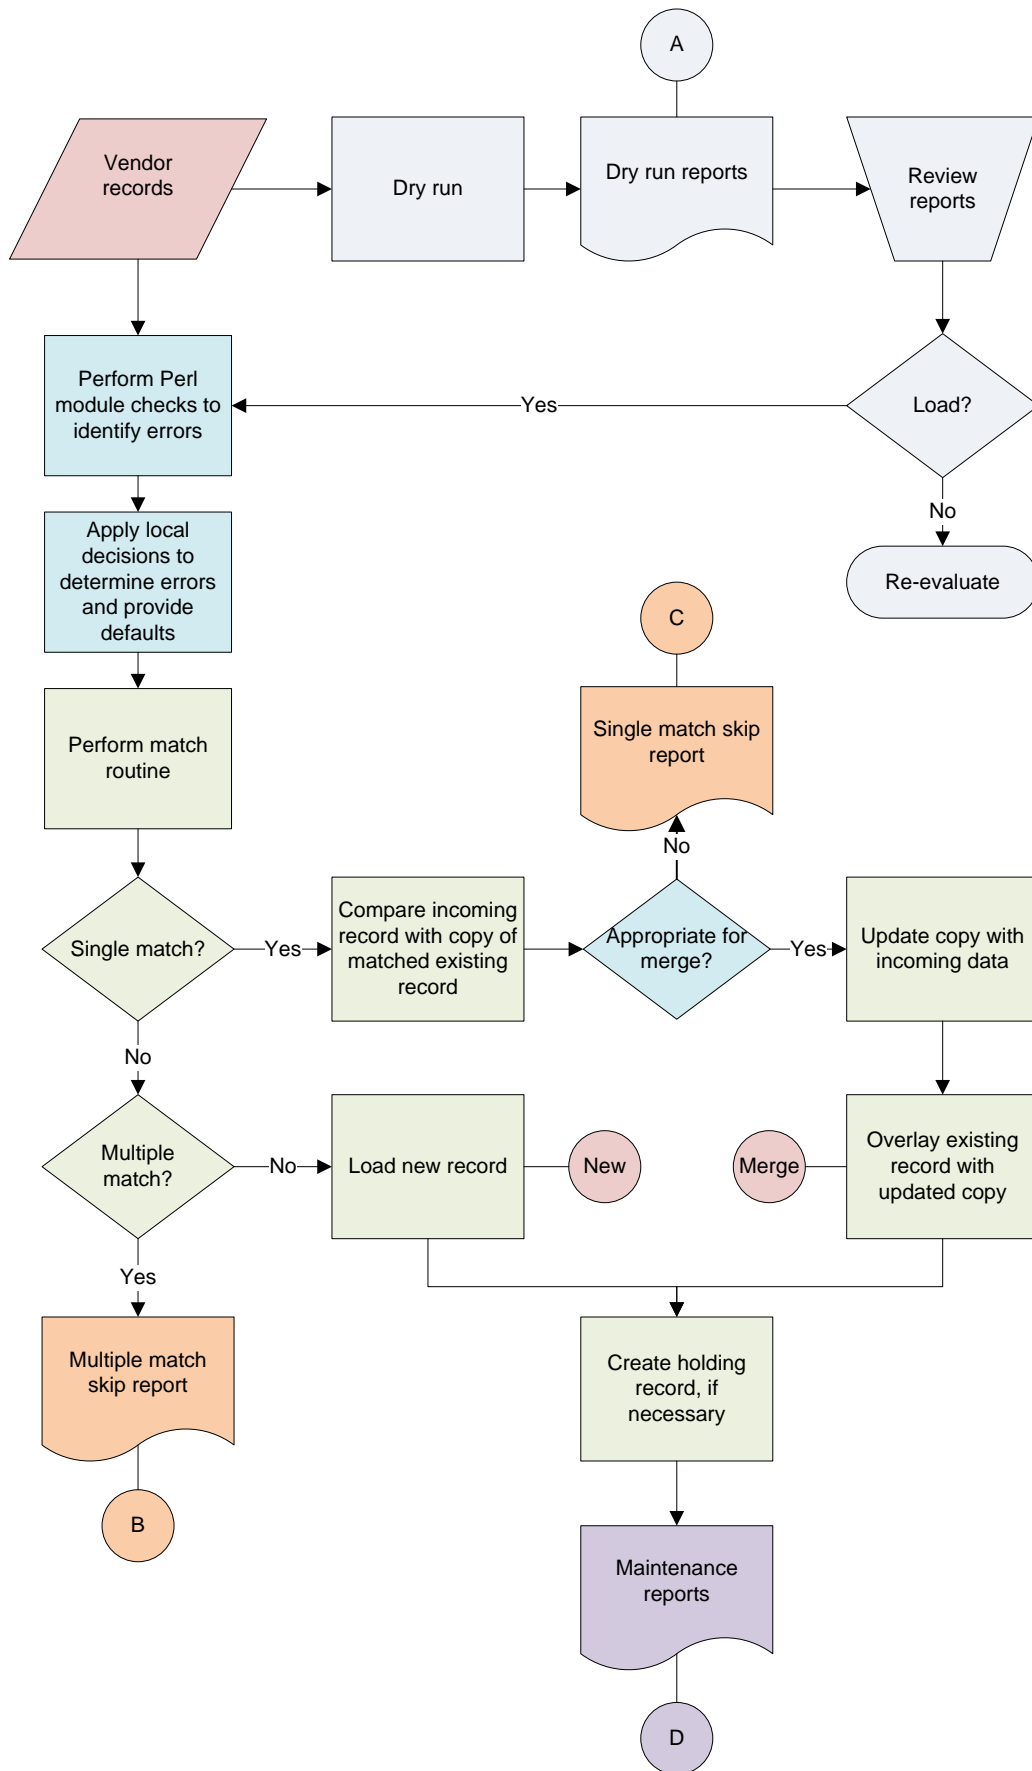 A
Vendor
records
Dry run
Dry run reports
Review
reports
Perform Perl
module checks to
identify errors
Yes
Load?
No
Apply local
decisions to
determine errors
and provide
defaults
Re-evaluate
C
Perform match
routine
Single match skip
report
No
Single match?
Yes
Compare incoming
record with copy of
matched existing
record
Appropriate for
merge?
Yes
Update copy with
incoming data
No
Multiple
match?
No
Load new record
New
Merge
Overlay existing
record with
updated copy
Yes
Multiple match
skip report
Create holding
record, if
necessary
B
Maintenance
reports
D